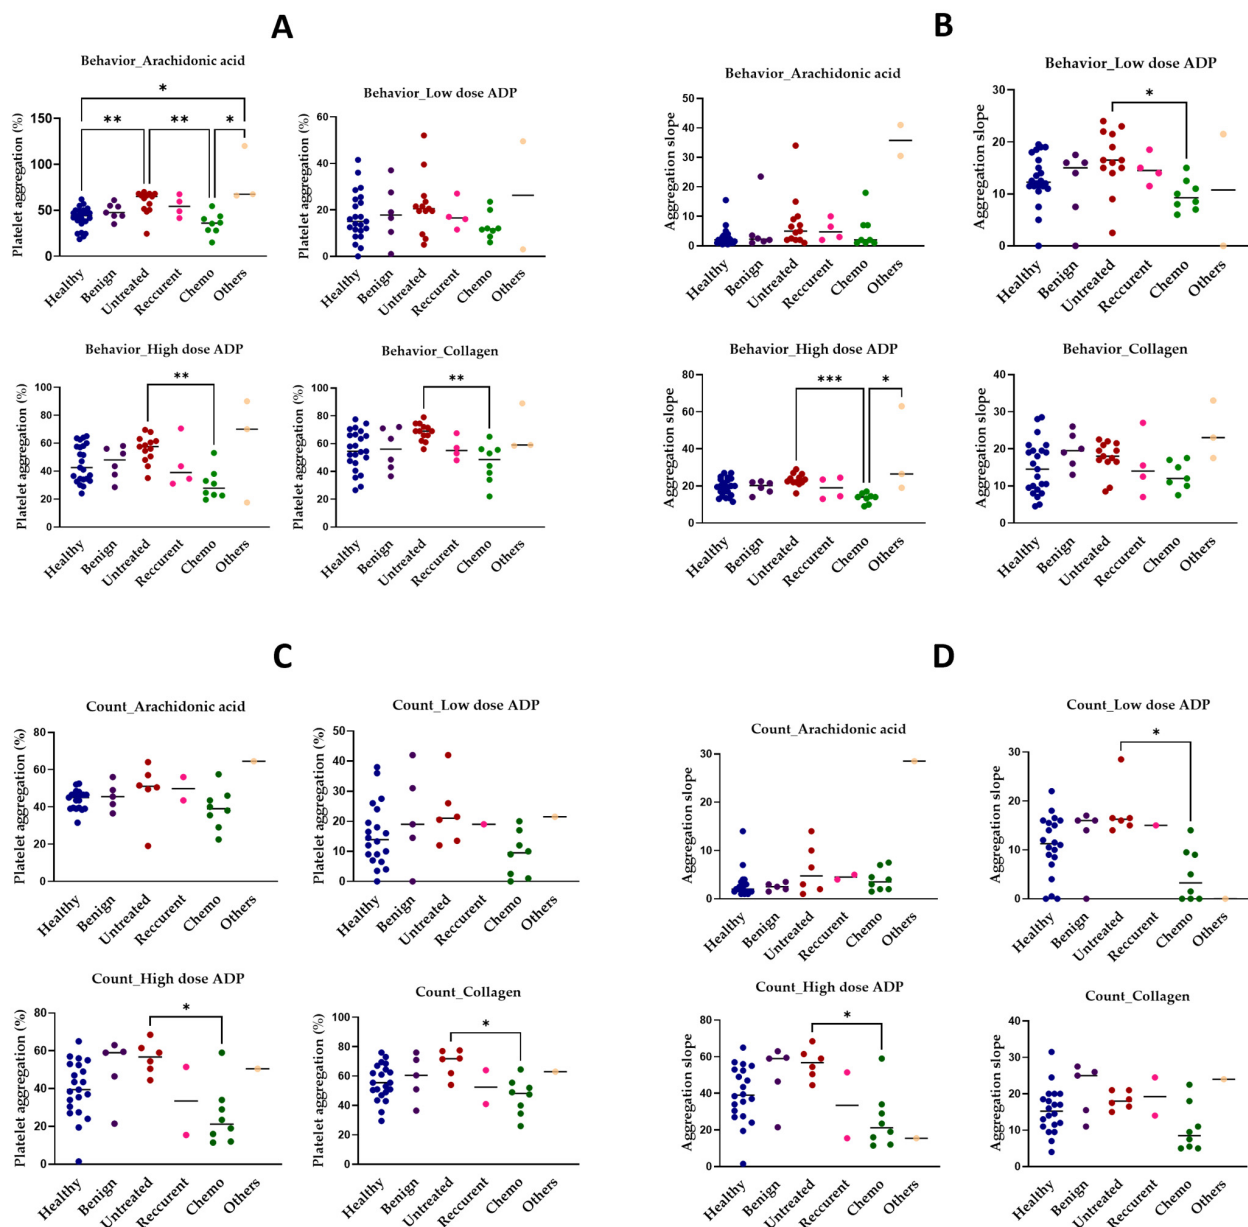 A
Behavior_Arachidonic acid
Platelet aggregation (%)
150
100
50
0
Healthy
Benign
Untreated
Reccurent
Chemo
Others
*
** ** *
Behavior_Low dose ADP
Platelet aggregation (%)
60
40
20
0
Healthy
Benign
Untreated
Reccurent
Chemo
Others
Behavior_High dose ADP
Platelet aggregation (%)
100
80
60
40
20
0
Healthy
Benign
Untreated
Reccurent
Chemo
Others
**
Behavior_Collagen
Platelet aggregation (%)
100
80
60
40
20
0
Healthy
Benign
Untreated
Reccurent
Chemo
Others
**
B
Behavior_Arachidonic acid
Aggregation slope
50
40
30
20
10
0
Healthy
Benign
Untreated
Reccurent
Chemo
Others
Behavior_Low dose ADP
Aggregation slope
30
20
10
0
Healthy
Benign
Untreated
Reccurent
Chemo
Others
*
Behavior_High dose ADP
Aggregation slope
80
60
40
20
0
Healthy
Benign
Untreated
Reccurent
Chemo
Others
*** *
Behavior_Collagen
Aggregation slope
40
30
20
10
0
Healthy
Benign
Untreated
Reccurent
Chemo
Others
C
Count_Arachidonic acid
Platelet aggregation (%)
80
60
40
20
0
Healthy
Benign
Untreated
Reccurent
Chemo
Others
Count_Low dose ADP
Platelet aggregation (%)
50
40
30
20
10
0
Healthy
Benign
Untreated
Reccurent
Chemo
Others
Count_High dose ADP
Platelet aggregation (%)
80
60
40
20
0
Healthy
Benign
Untreated
Reccurent
Chemo
Others
*
Count_Collagen
Platelet aggregation (%)
100
80
60
40
20
0
Healthy
Benign
Untreated
Reccurent
Chemo
Others
*
D
Count_Arachidonic acid
Aggregation slope
30
20
10
0
Healthy
Benign
Untreated
Reccurent
Chemo
Others
Count_Low dose ADP
Aggregation slope
30
20
10
0
Healthy
Benign
Untreated
Reccurent
Chemo
Others
*
Count_High dose ADP
Aggregation slope
80
60
40
20
0
Healthy
Benign
Untreated
Reccurent
Chemo
Others
*
Count_Collagen
Aggregation slope
40
30
20
10
0
Healthy
Benign
Untreated
Reccurent
Chemo
Others